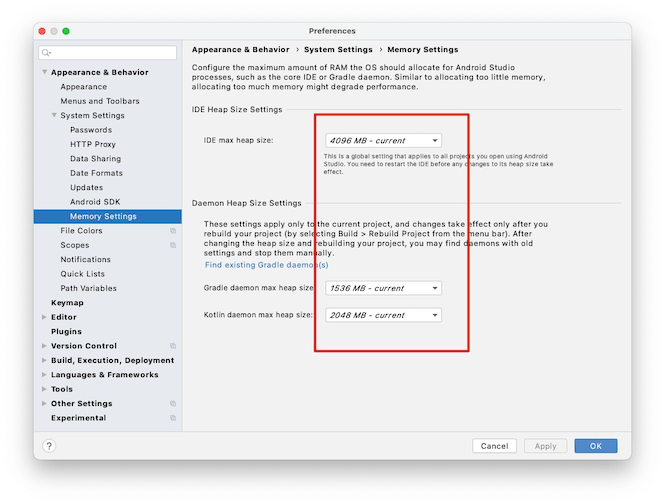 Preferences
Appearance & Behavior › System Settings › Memory Settings
Appearance & Behavior
Appearance
Menus and Toolbars
System Settings
Passwords
HTTP Proxy
Data Sharing
Date Formats
Updates
Android SDK
Memory Settings
File Colors
Scopes
Notifications
Quick Lists
Path Variables
Keymap
Editor
Plugins
Version Control
Build, Execution, Deployment
Languages & Frameworks
Tools
Other Settings
Experimental
Configure the maximum amount of RAM the OS should allocate for Android Studio
processes, such as the core IDE or Gradle daemon. Similar to allocating too little memory,
allocating too much memory might degrade performance.
IDE Heap Size Settings
IDE max heap size: 4096 MB - current
This is a global setting that applies to all projects you open using Android
Studio. You need to restart the IDE before any changes to its heap size take
effect.
Daemon Heap Size Settings
These settings apply only to the current project, and changes take effect only after you
rebuild your project (by selecting Build > Rebuild Project from the menu bar). After
changing the heap size and rebuilding your project, you may find daemons with old
settings and stop them manually.
Find existing Gradle daemon(s)
Gradle daemon max heap size: 1536 MB - current
Kotlin daemon max heap size: 2048 MB - current
?
Cancel Apply OK